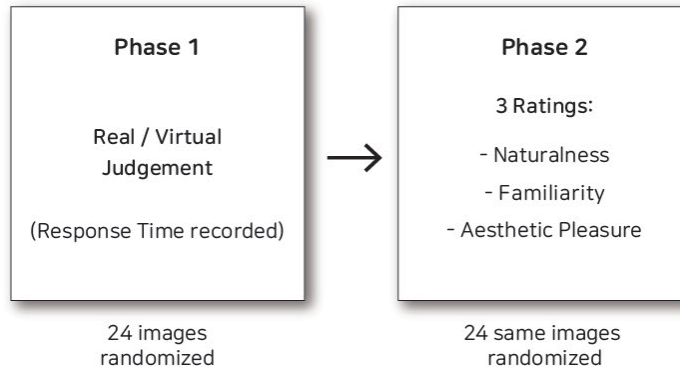 Phase 1
Real / Virtual
Judgement
(Response Time recorded)
24 images
randomized
Phase 2
3 Ratings:
- Naturalness
- Familiarity
- Aesthetic Pleasure
24 same images
randomized